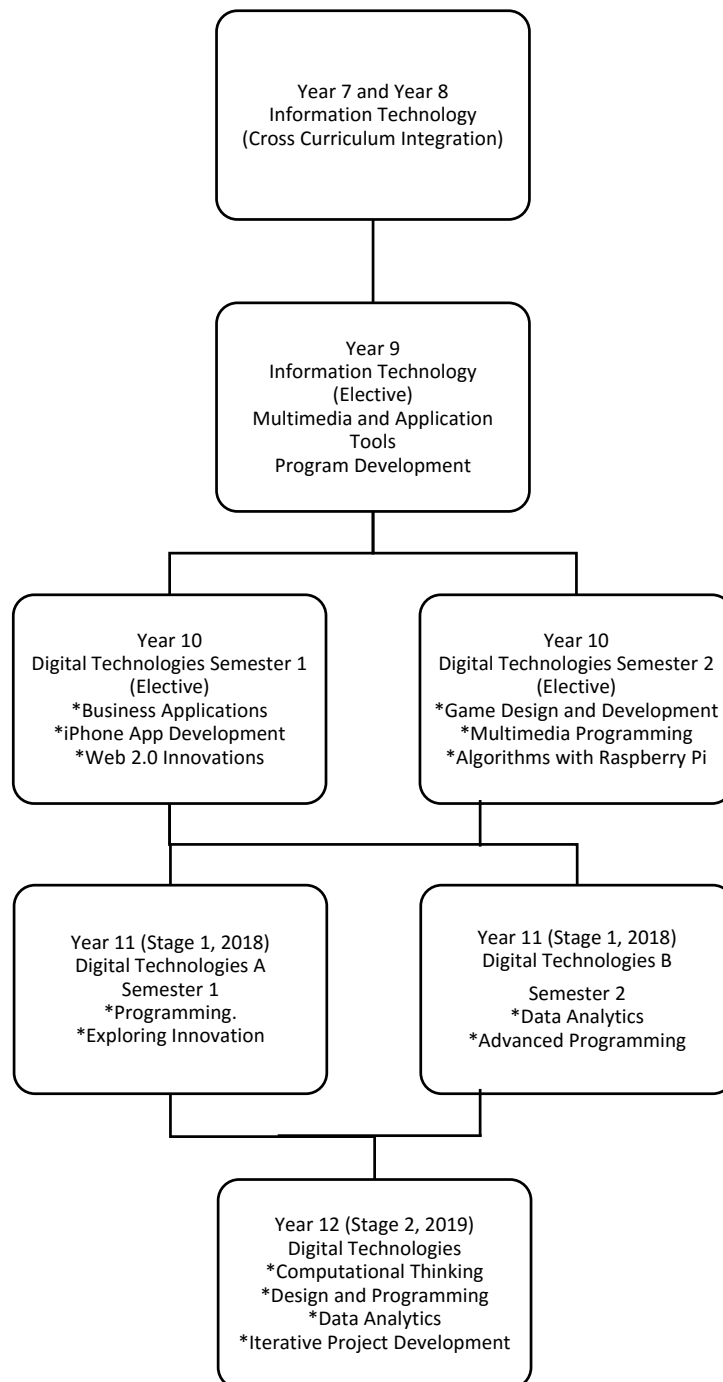 Year 7 and Year 8
Information Technology
(Cross Curriculum Integration)
Year 9
Information Technology
(Elective)
Multimedia and Application
Tools
Program Development
Year 10
Digital Technologies Semester 1
(Elective)
*Business Applications
*iPhone App Development
*Web 2.0 Innovations
Year 10
Digital Technologies Semester 2
(Elective)
*Game Design and Development
*Multimedia Programming
*Algorithms with Raspberry Pi
Year 11 (Stage 1, 2018)
Digital Technologies A
Semester 1
*Programming.
*Exploring Innovation
Year 11 (Stage 1, 2018)
Digital Technologies B
Semester 2
*Data Analytics
*Advanced Programming
Year 12 (Stage 2, 2019)
Digital Technologies
*Computational Thinking
*Design and Programming
*Data Analytics
*Iterative Project Development